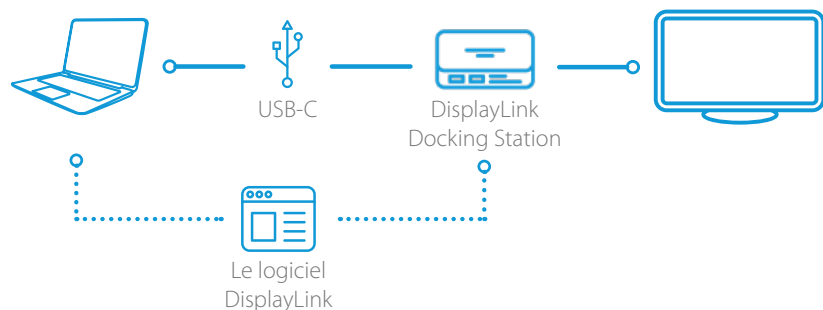 USB-C
DisplayLink
Docking Station
Le logiciel
DisplayLink